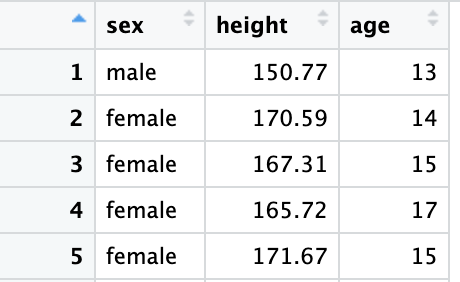 sex height age
1 male 150.77 13
2 female 170.59 14
3 female 167.31 15
4 female 165.72 17
5 female 171.67 15